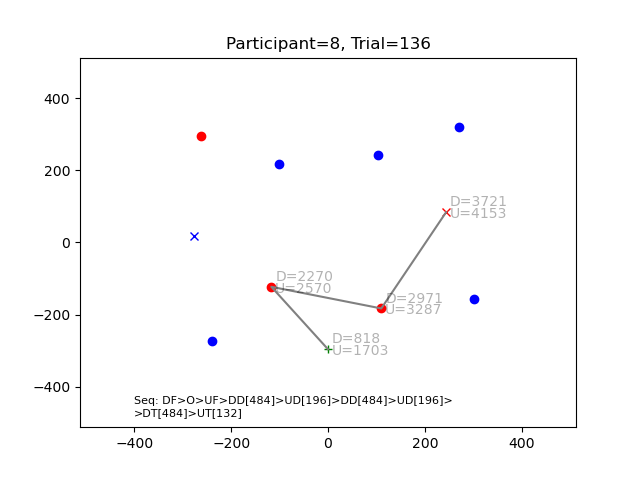 Participant=8, Trial=136
400
200
0
−200
−400
D=3721
U=4153
D=2270
U=2570
D=2971
U=3287
D=818
U=1703
Seq: DF>O>UF>DD[484]>UD[196]>DD[484]>UD[196]>
>DT[484]>UT[132]
−400 −200 0 200 400